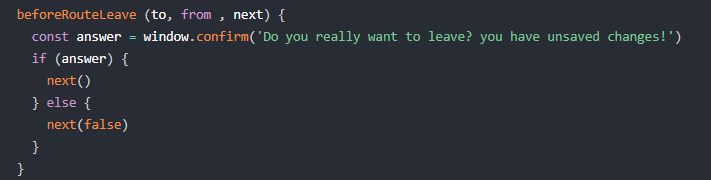 beforeRouteLeave (to, from , next) {
  const answer = window.confirm('Do you really want to leave? you have unsaved changes!')
  if (answer) {
    next()
  } else {
    next(false)
  }
}